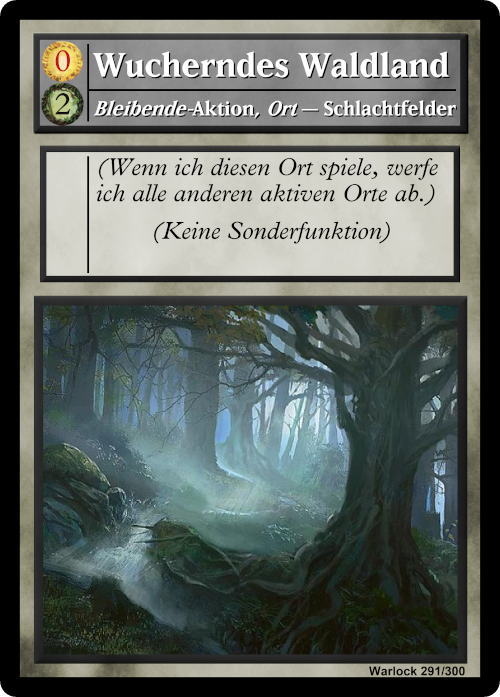 0
Wucherndes Waldland
2
Bleibende-Aktion, Ort — Schlachtfelder
(Wenn ich diesen Ort spiele, werfe
ich alle anderen aktiven Orte ab.)
(Keine Sonderfunktion)
Warlock 291/300